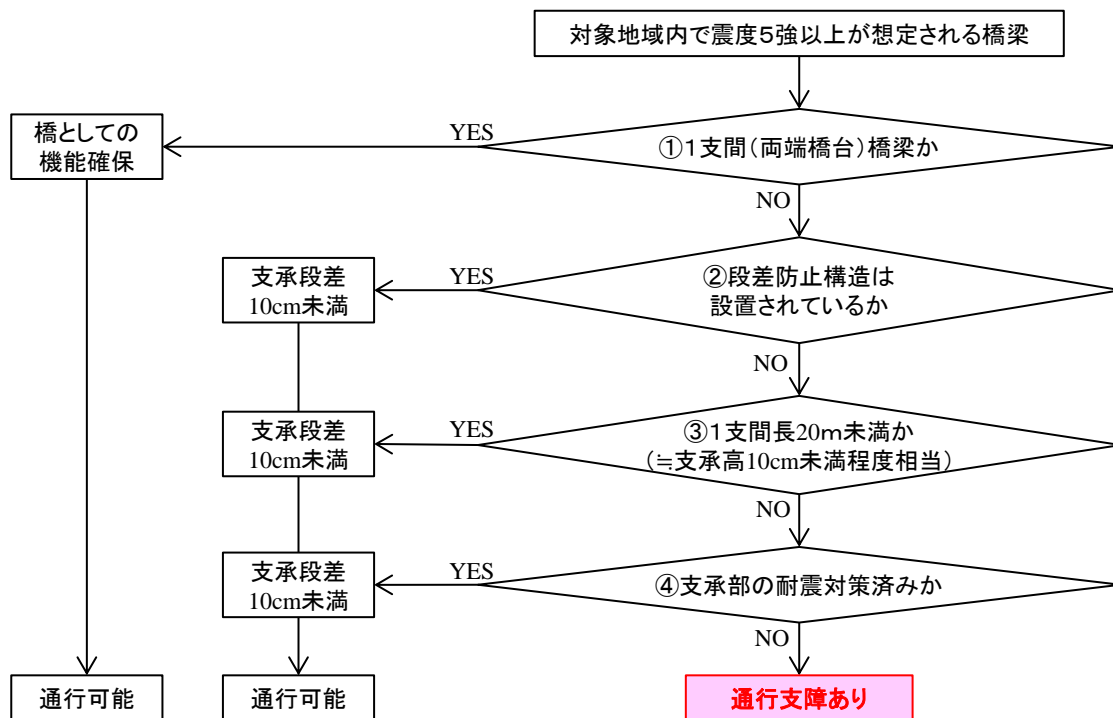 対象地域内で震度5強以上が想定される橋梁
橋としての
機能確保
YES
①1支間(両端橋台)橋梁か
NO
支承段差
10cm未満
YES
②段差防止構造は
設置されているか
NO
支承段差
10cm未満
YES
③1支間長20m未満か
(≒支承高10cm未満程度相当)
NO
支承段差
10cm未満
YES
④支承部の耐震対策済みか
NO
通行可能
通行可能
通行支障あり